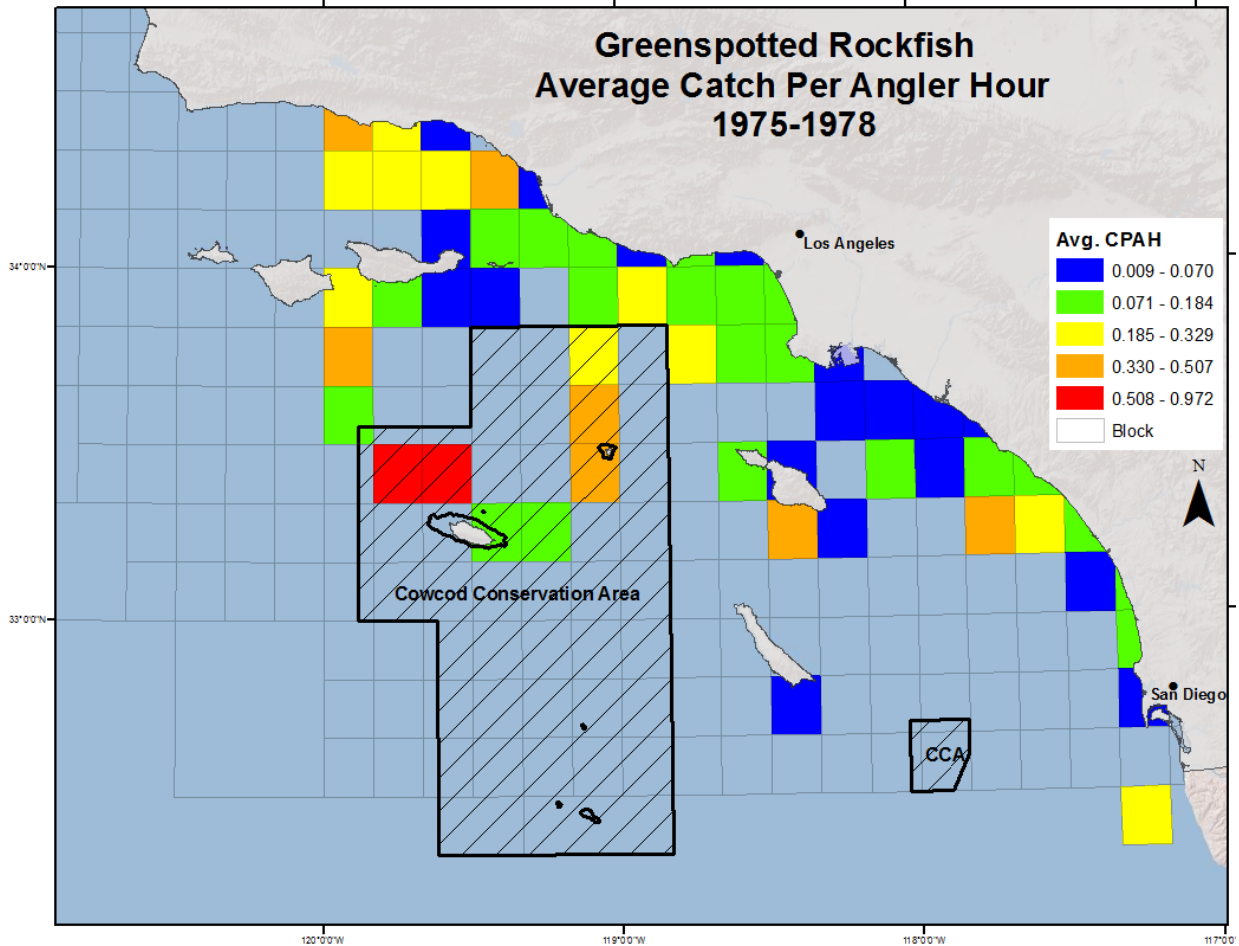 Greenspotted Rockfish
Average Catch Per Angler Hour
1975-1978
Los Angeles
Avg. CPAH
0.009 - 0.070
0.071 - 0.184
0.185 - 0.329
0.330 - 0.507
0.508 - 0.972
Block
N
34°0'0"N
Cowcod Conservation Area
33°0'0"N
San Diego
CCA
120°0'0"W
119°0'0"W
118°0'0"W
117°0'0"W